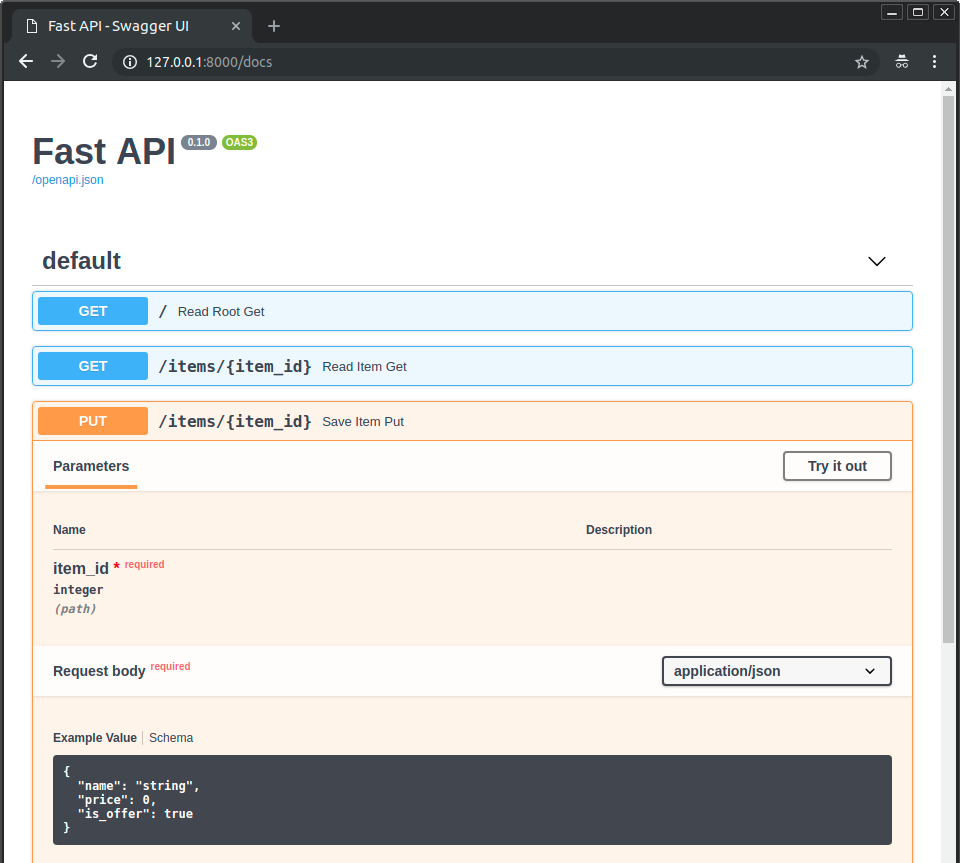 Fast API - Swagger UI
127.0.0.1:8000/docs
Fast API 0.1.0 OAS3
/openapi.json
default
GET / Read Root Get
GET /items/{item_id} Read Item Get
PUT /items/{item_id} Save Item Put
Parameters Try it out
Name Description
item_id * required
integer
(path)
Request body required application/json
Example Value Schema
{
"name": "string",
"price": 0,
"is_offer": true
}